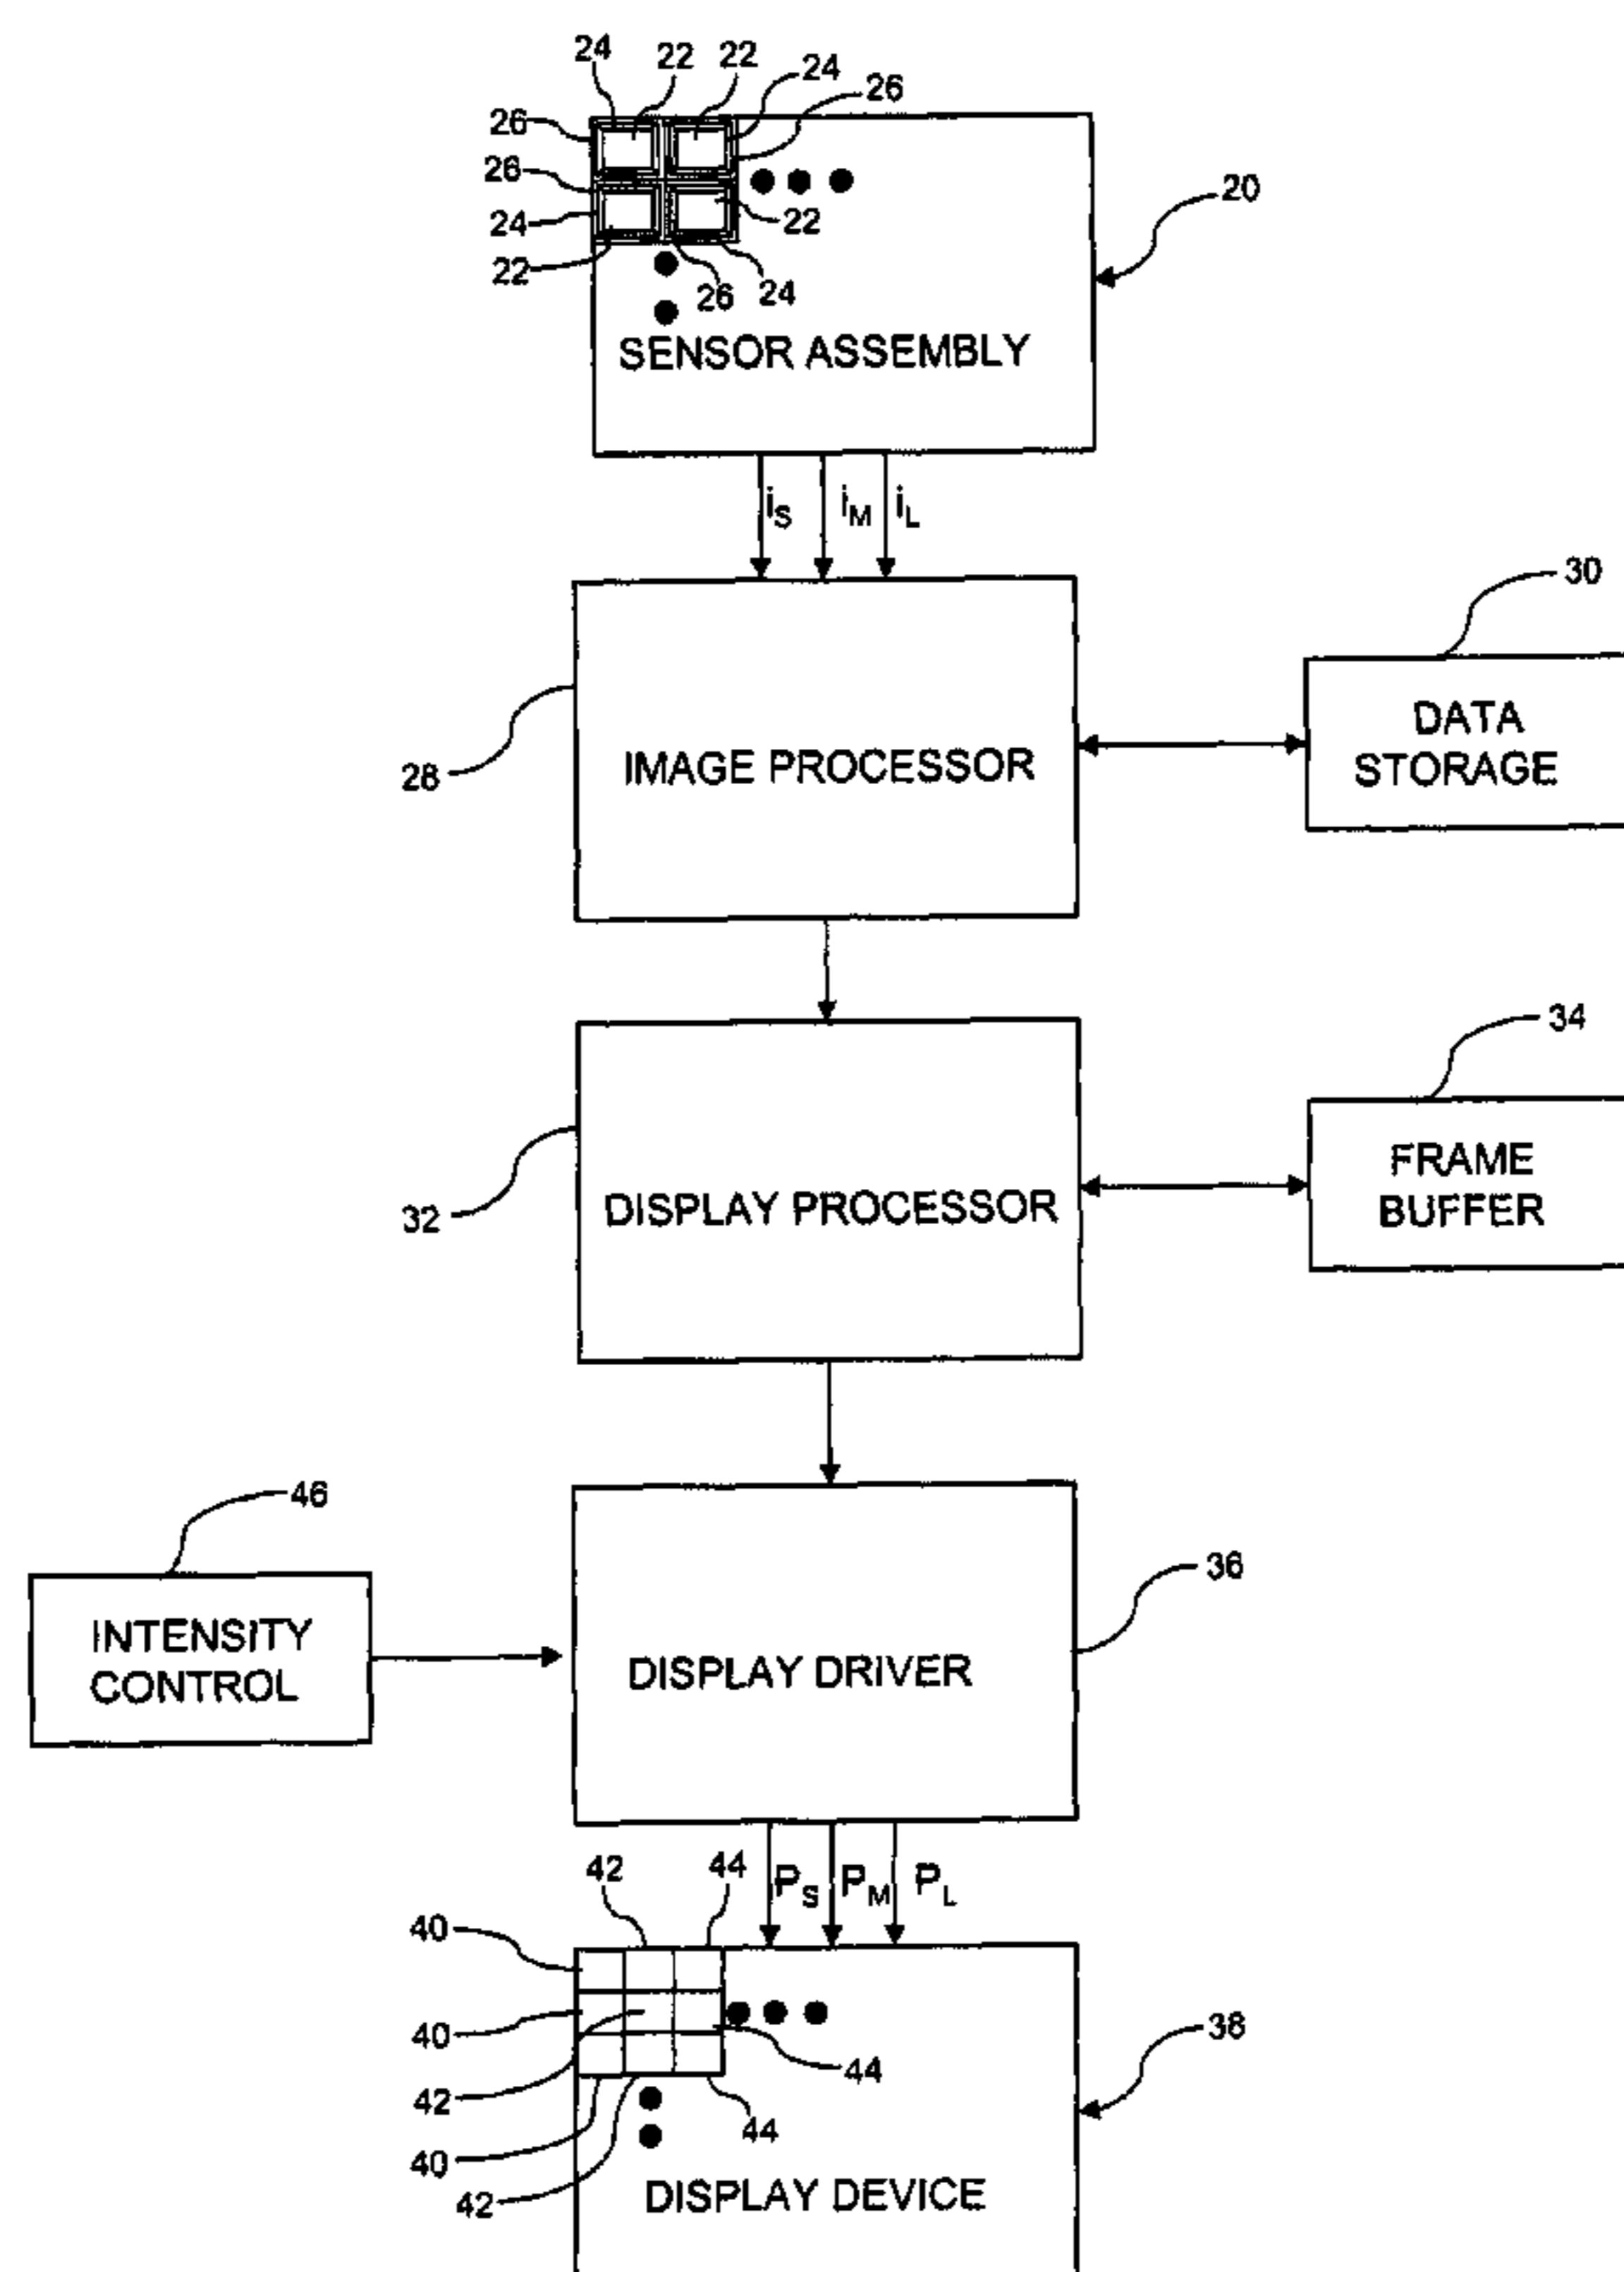 24 22 22 24 26
26
26
24 22
22 26 24
20
SENSOR ASSEMBLY
iS iM iL
30
DATA
STORAGE
28
IMAGE PROCESSOR
34
FRAME
BUFFER
32
DISPLAY PROCESSOR
46
INTENSITY
CONTROL
36
DISPLAY DRIVER
42 44 PS PM PL
40
40
44
38
42
44
40
42
DISPLAY DEVICE